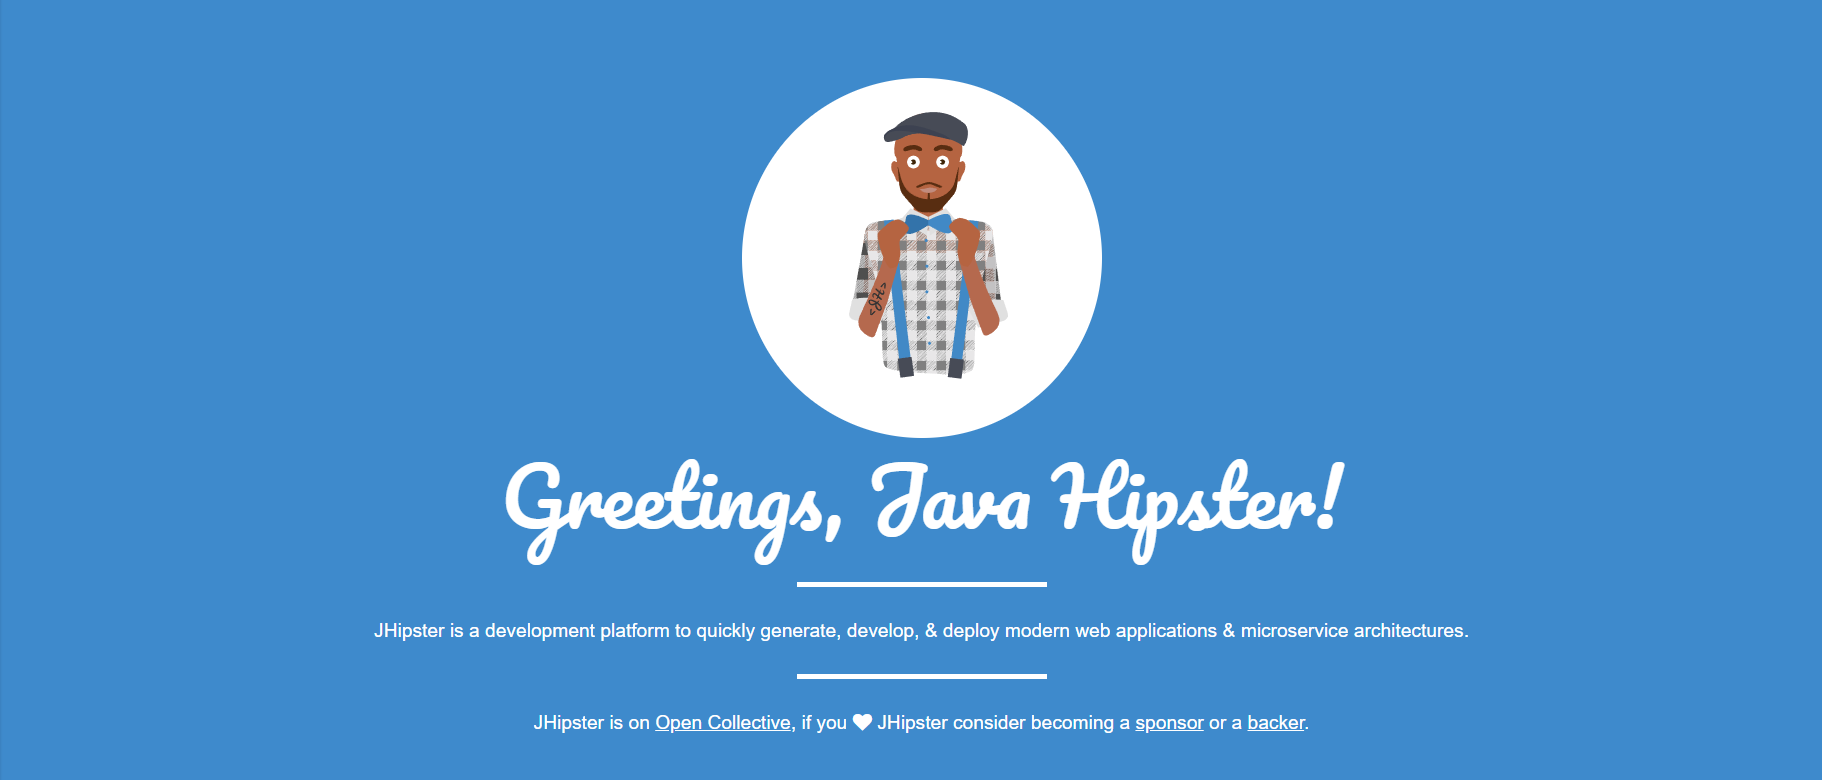 <JH>
Greetings, Java Hipster!
JHipster is a development platform to quickly generate, develop, & deploy modern web applications & microservice architectures.
JHipster is on Open Collective, if you ♥ JHipster consider becoming a sponsor or a backer.